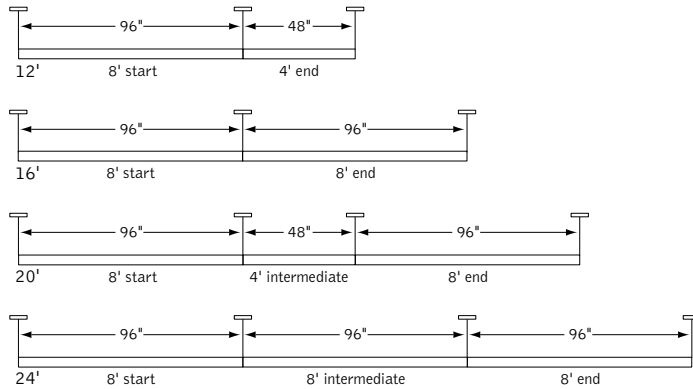 96" 48"
12' 8' start 4' end
96" 96"
16' 8' start 8' end
96" 48" 96"
20' 8' start 4' intermediate 8' end
96" 96" 96"
24' 8' start 8' intermediate 8' end